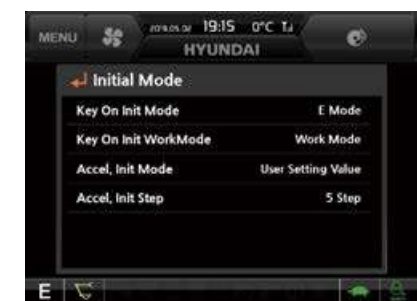 MENU
19:15 0°C
HYUNDAI
Initial Mode
Key On Init Mode E Mode
Key On Init WorkMode Work Mode
Accel, Init Mode User Setting Value
Accel, Init Step 5 Step
E